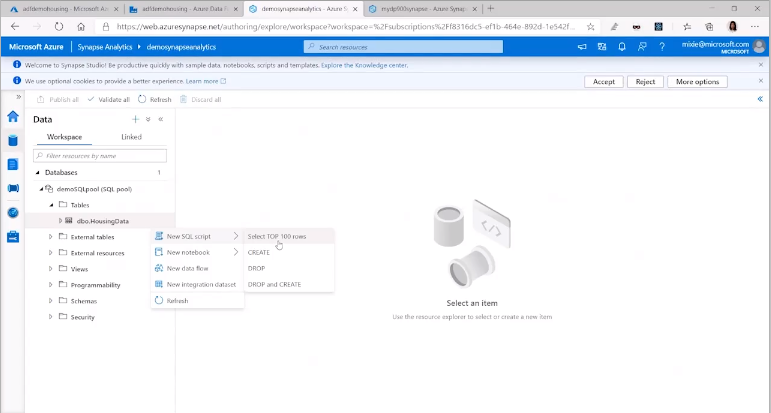 adfdemohousing
adfdemohousing - Azure Data F
demosynapseanalytics - Azure S
mydp900synapse - Azure Synap
https://web.azuresynapse.net/authoring/explore/workspace?workspace=%2Fsubscriptions%2Ff8316dc5-ef1b-464e-892d-
Microsoft Azure
Synapse Analytics
demosynapseanalytics
Search resources
@microsoft.com
MICROSOFT
Welcome to Synapse Studio! Be productive quickly with sample data, notebooks, scripts and templates. Explore the Knowledge center.
We use optional cookies to provide a better experience. Learn more
Accept
Reject
More options
Publish all
Validate all
Refresh
Discard all
Data
Workspace
Linked
Filter resources by name
Databases
1
demoSQLpool (SQL pool)
Tables
dbo.HousingData
New SQL script
Select TOP 100 rows
External tables
New notebook
CREATE
External resources
New data flow
DROP
Views
New integration dataset
DROP and CREATE
Programmability
Refresh
Schemas
Security
Select an item
Use the resource explorer to select or create a new item